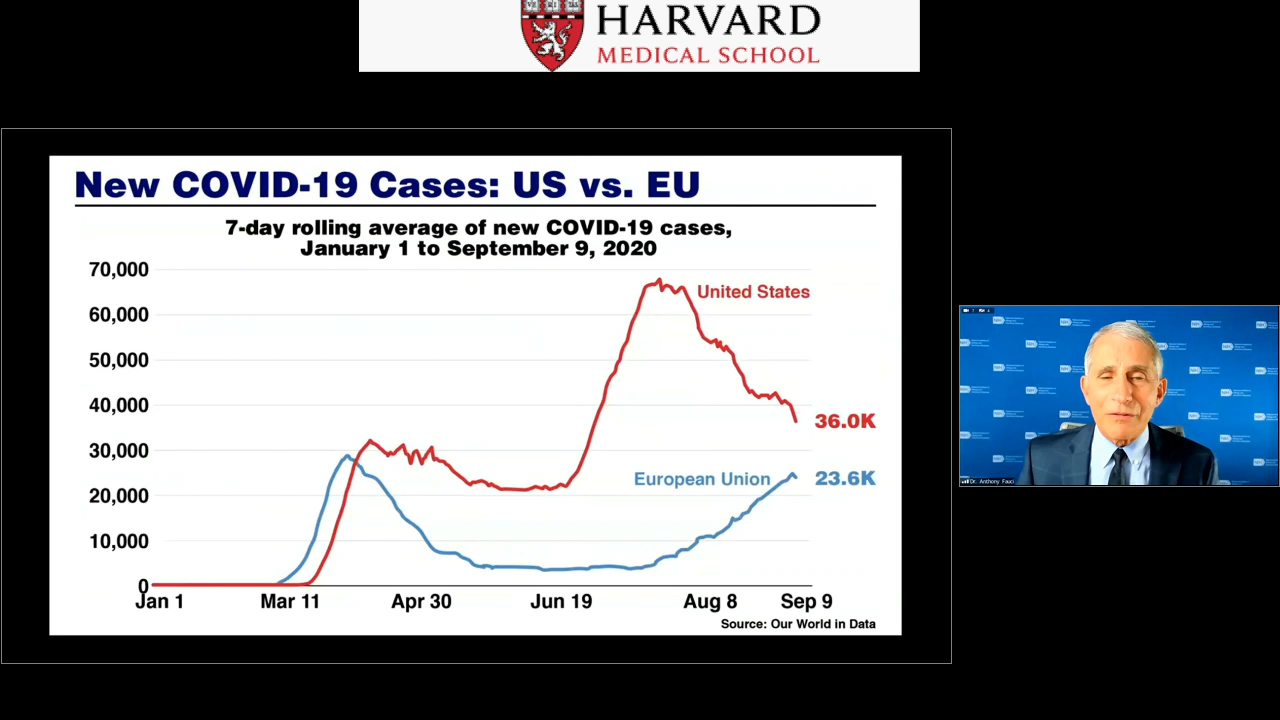 HARVARD
MEDICAL SCHOOL
New COVID-19 Cases: US vs. EU
7-day rolling average of new COVID-19 cases,
January 1 to September 9, 2020
70,000
60,000
50,000
40,000
30,000
20,000
10,000
0
United States
36.0K
European Union
23.6K
Jan 1
Mar 11
Apr 30
Jun 19
Aug 8
Sep 9
Source: Our World in Data
Dr. Anthony Fauci